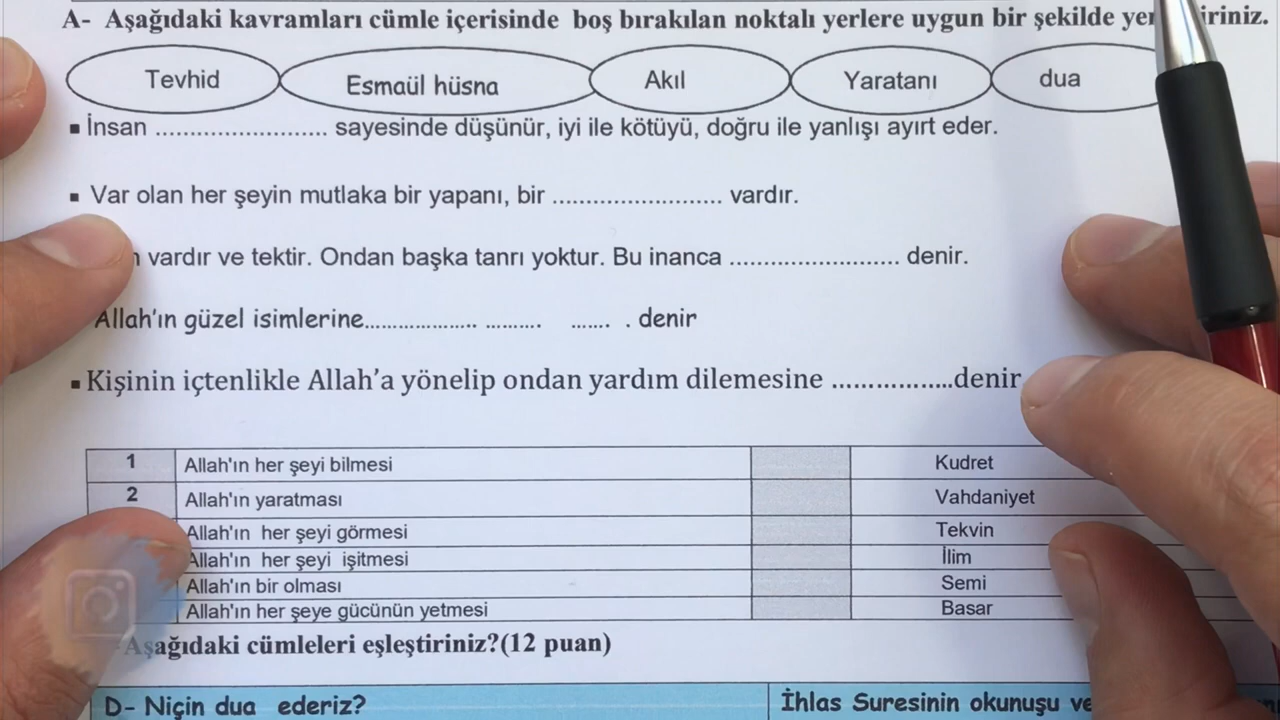 A- Aşağıdaki kavramları cümle içerisinde boş bırakılan noktalı yerlere uygun bir şekilde
Tevhid Esmaül hüsna Akıl Yaratanı dua
▪ İnsan ......................... sayesinde düşünür, iyi ile kötüyü, doğru ile yanlışı ayırt eder.
▪ Var olan her şeyin mutlaka bir yapanı, bir ......................... vardır.
vardır ve tektir. Ondan başka tanrı yoktur. Bu inanca ......................... denir.
Allah'ın güzel isimlerine.................... .......... ....... . denir
▪ Kişinin içtenlikle Allah'a yönelip ondan yardım dilemesine ..................denir
1 Allah'ın her şeyi bilmesi Kudret
2 Allah'ın yaratması Vahdaniyet
Allah'ın her şeyi görmesi Tekvin
Allah'ın her şeyi işitmesi İlim
Allah'ın bir olması Semi
Allah'ın her şeye gücünün yetmesi Basar
Aşağıdaki cümleleri eşleştiriniz?(12 puan)
D- Niçin dua ederiz? İhlas Suresinin okunuşu